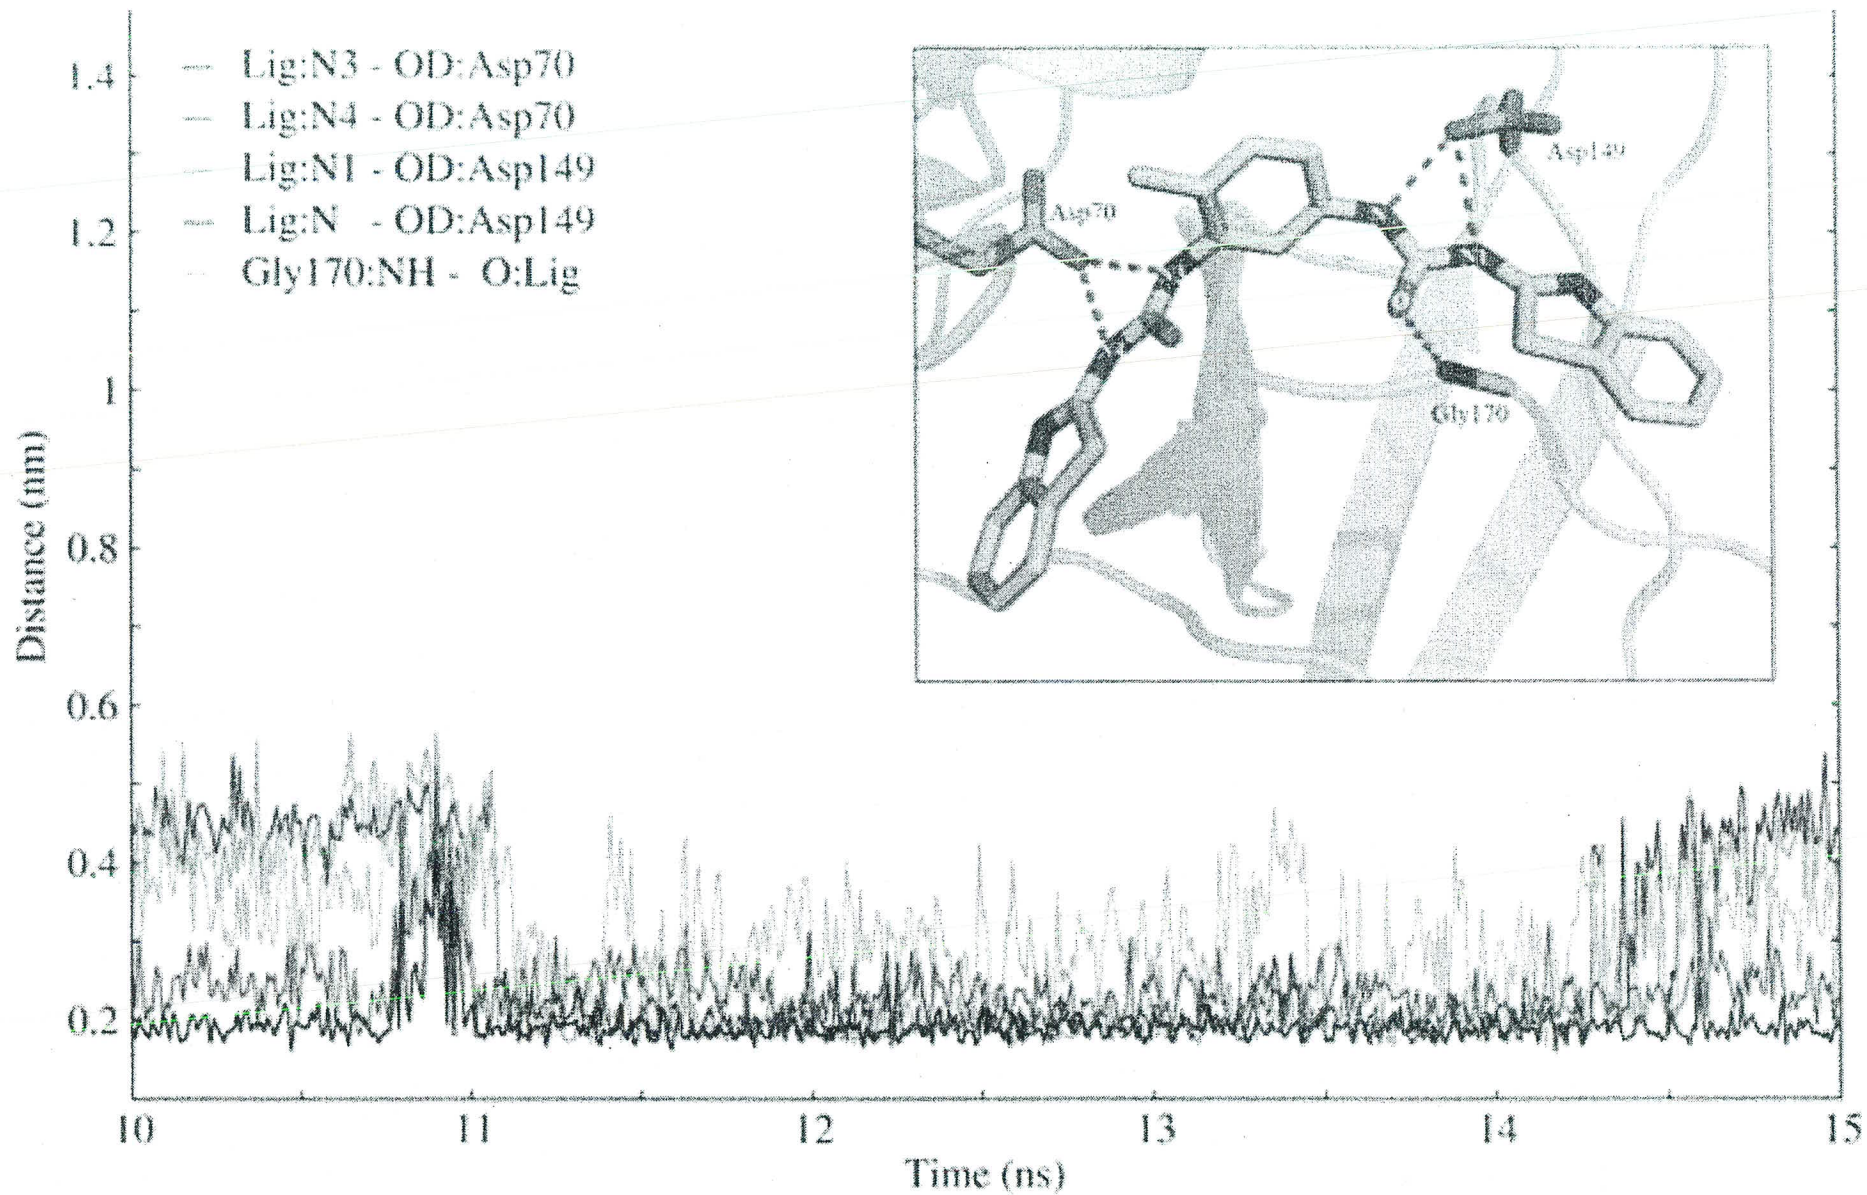 Lig:N3 - OD:Asp70
Lig:N4 - OD:Asp70
Lig:N1 - OD:Asp149
Lig:N - OD:Asp149
Gly170:NH - O:Lig
1.4
1.2
1
0.8
0.6
0.4
0.2
Distance (nm)
Asp70
Asp149
Gly170
10 11 12 13 14 15
Time (ns)